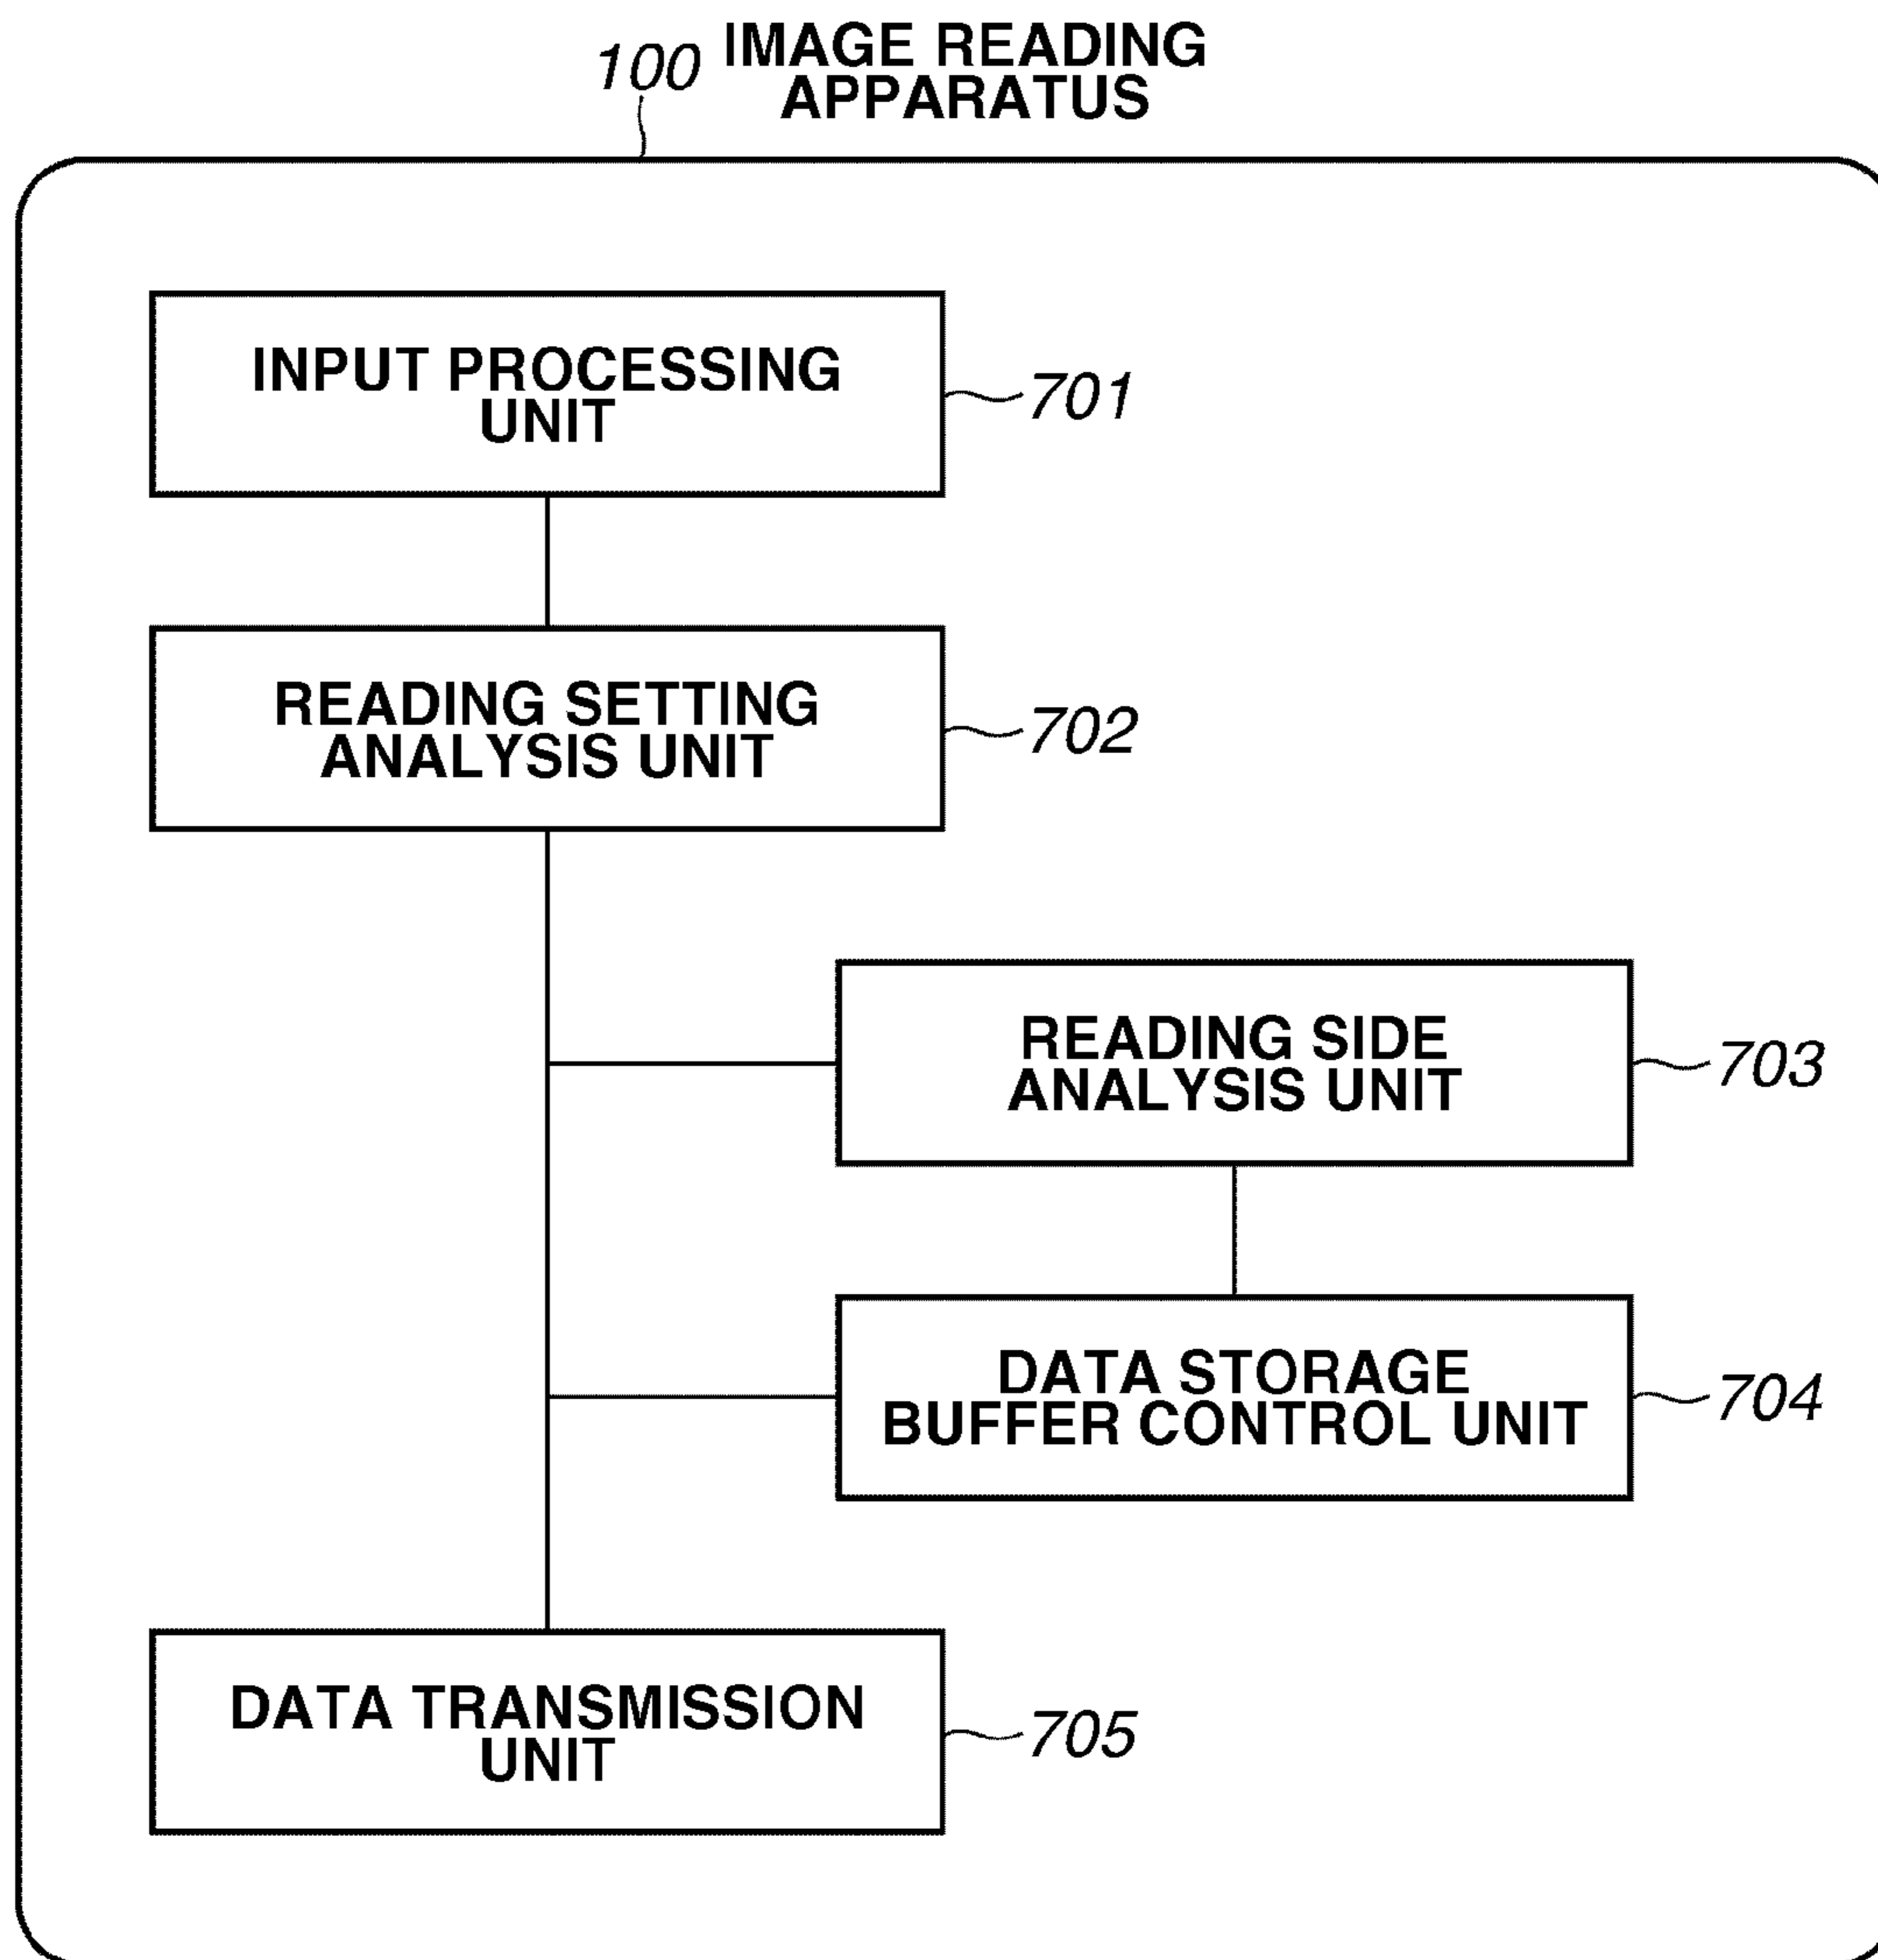 100 IMAGE READING
APPARATUS
INPUT PROCESSING
UNIT
701
READING SETTING
ANALYSIS UNIT
702
READING SIDE
ANALYSIS UNIT
703
DATA STORAGE
BUFFER CONTROL UNIT
704
DATA TRANSMISSION
UNIT
705